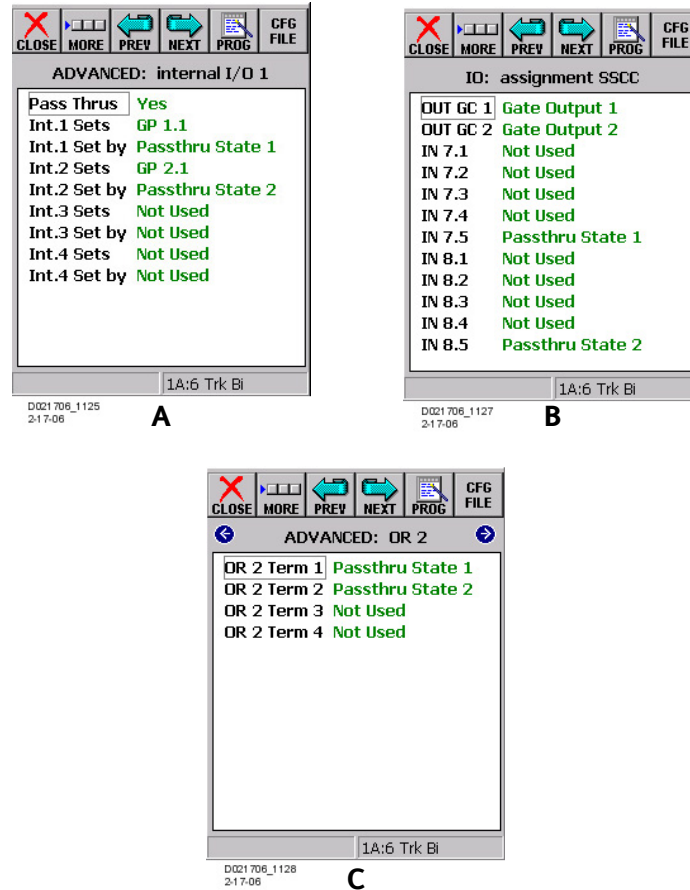 CLOSE MORE PREV NEXT PROG CFG FILE
ADVANCED: internal I/O 1
Pass Thrus Yes
Int.1 Sets GP 1.1
Int.1 Set by Passthru State 1
Int.2 Sets GP 2.1
Int.2 Set by Passthru State 2
Int.3 Sets Not Used
Int.3 Set by Not Used
Int.4 Sets Not Used
Int.4 Set by Not Used
1A:6 Trk Bi
D021706_1125
2-17-06
A
CLOSE MORE PREV NEXT PROG CFG FILE
IO: assignment SSCC
OUT GC 1 Gate Output 1
OUT GC 2 Gate Output 2
IN 7.1 Not Used
IN 7.2 Not Used
IN 7.3 Not Used
IN 7.4 Not Used
IN 7.5 Passthru State 1
IN 8.1 Not Used
IN 8.2 Not Used
IN 8.3 Not Used
IN 8.4 Not Used
IN 8.5 Passthru State 2
1A:6 Trk Bi
D021706_1127
2-17-06
B
CLOSE MORE PREV NEXT PROG CFG FILE
ADVANCED: OR 2
OR 2 Term 1 Passthru State 1
OR 2 Term 2 Passthru State 2
OR 2 Term 3 Not Used
OR 2 Term 4 Not Used
1A:6 Trk Bi
D021706_1128
2-17-06
C